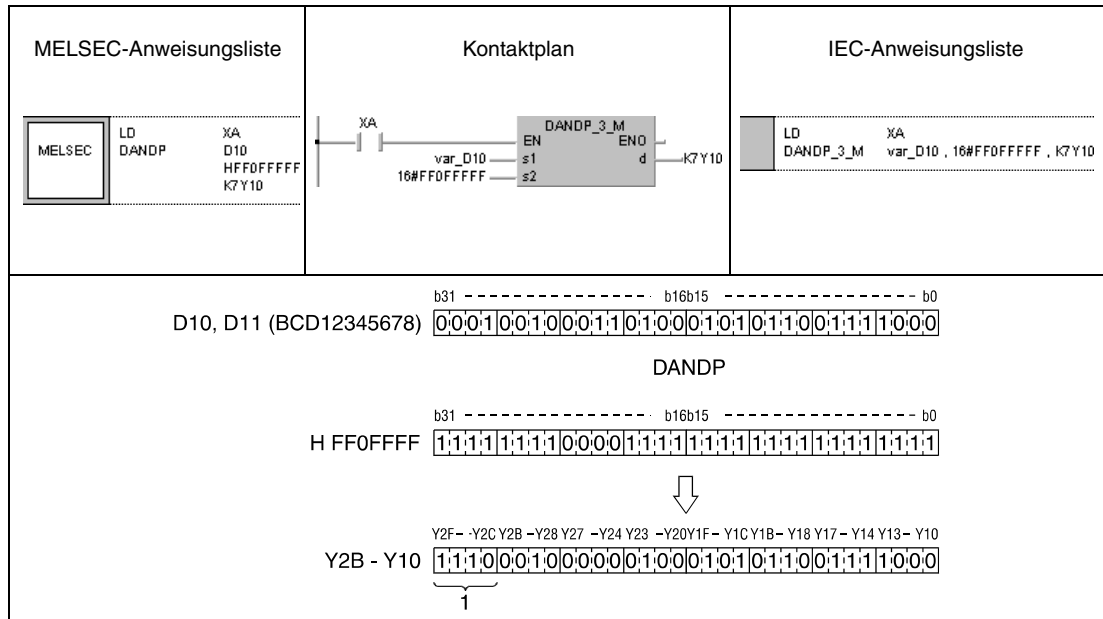 MELSEC-Anweisungsliste
Kontaktplan
IEC-Anweisungsliste
MELSEC
LD XA
DANDP D10
HFF0FFFFF
K7Y10
XA
DANDP_3_M
EN ENO
var_D10 s1 d K7Y10
16#FF0FFFFF s2
LD XA
DANDP_3_M var_D10 , 16#FF0FFFFF , K7Y10
b31 b16b15 b0
D10, D11 (BCD12345678) 00010010001101000101011001111000
DANDP
b31 b16b15 b0
H FF0FFFF 11111111000011111111111111111111
Y2F- -Y2C Y2B -Y28 Y27 -Y24 Y23 -Y20Y1F- Y1C Y1B- Y18 Y17- Y14 Y13- Y10
Y2B - Y10 11100010000001000101011001111000
1